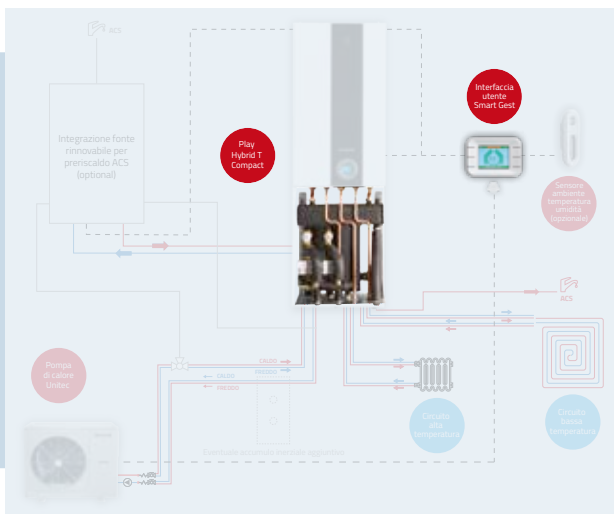 ACS
Integrazione fonte
rinnovabile per
preriscaldo ACS
(optional)
Play
Hybrid T
Compact
Interfaccia
utente
Smart Gest
Sensore
ambiente
temperatura
umidità
(opzionale)
ACS
Pompa
di calore
Unitec
CALDO
FREDDO
CALDO
FREDDO
Circuito
alta
temperatura
Circuito
bassa
temperatura